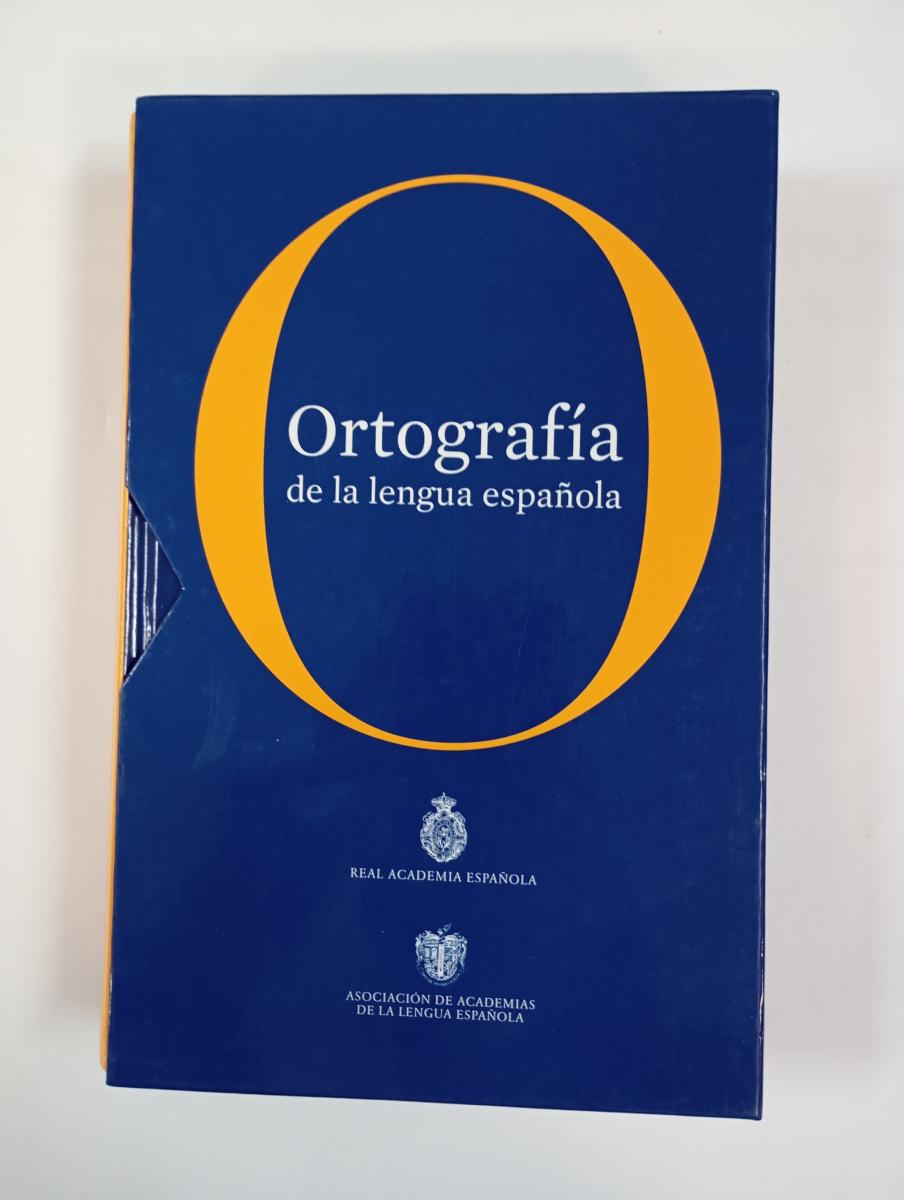 Ortografía
de la lengua española
REAL ACADEMIA ESPAÑOLA
ASOCIACIÓN DE ACADEMIAS
DE LA LENGUA ESPAÑOLA